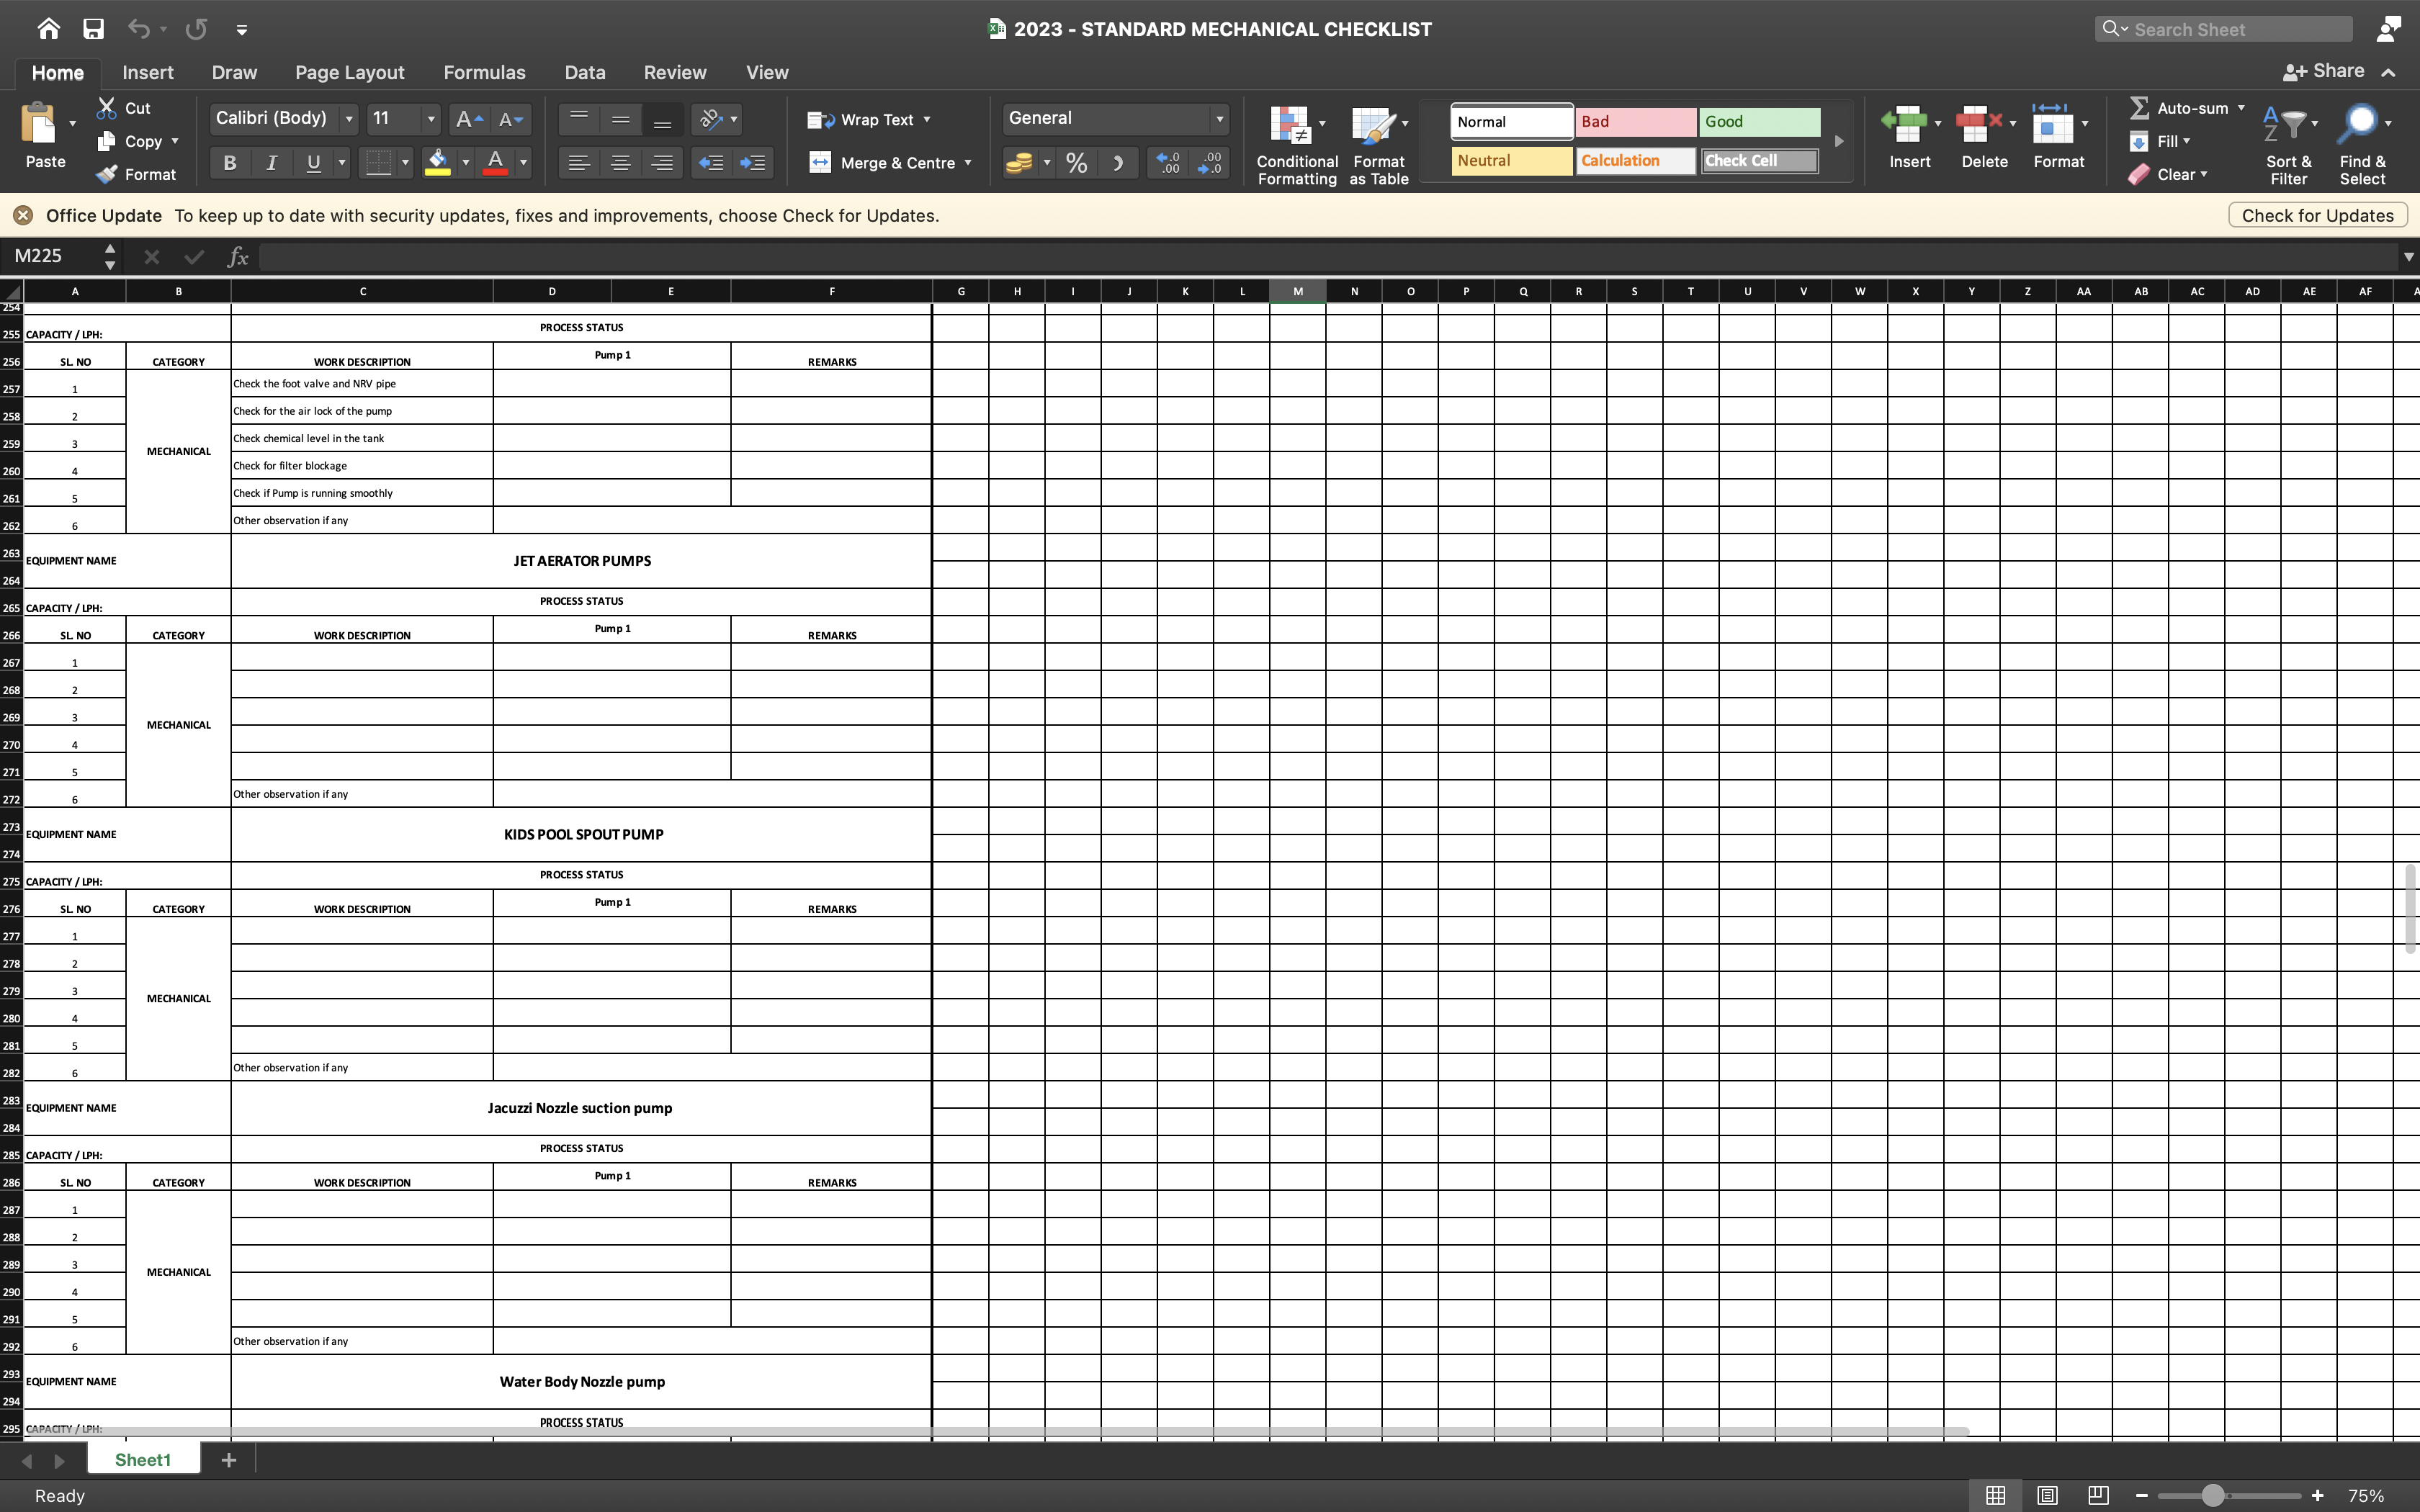 2023 - STANDARD MECHANICAL CHECKLIST
Search Sheet
Home Insert Draw Page Layout Formulas Data Review View
Share
Paste
Cut
Copy
Format
Calibri (Body) 11
B I U
Wrap Text
Merge & Centre
General
Conditional Formatting
Format as Table
Normal Bad Good
Neutral Calculation Check Cell
Insert Delete Format
Auto-sum
Fill
Clear
Sort & Filter
Find & Select
Office Update To keep up to date with security updates, fixes and improvements, choose Check for Updates.
Check for Updates
M225
fx
A B C D E F G H I J K L M N O P Q R S T U V W X Y Z AA AB AC AD AE AF
254
255 CAPACITY / LPH: PROCESS STATUS
256 SL. NO CATEGORY WORK DESCRIPTION Pump 1 REMARKS
257 1 Check the foot valve and NRV pipe
258 2 Check for the air lock of the pump
259 3 Check chemical level in the tank
MECHANICAL
260 4 Check for filter blockage
261 5 Check if Pump is running smoothly
262 6 Other observation if any
263 EQUIPMENT NAME JET AERATOR PUMPS
264
265 CAPACITY / LPH: PROCESS STATUS
266 SL. NO CATEGORY WORK DESCRIPTION Pump 1 REMARKS
267 1
268 2
269 3
MECHANICAL
270 4
271 5
272 6 Other observation if any
273 EQUIPMENT NAME KIDS POOL SPOUT PUMP
274
275 CAPACITY / LPH: PROCESS STATUS
276 SL. NO CATEGORY WORK DESCRIPTION Pump 1 REMARKS
277 1
278 2
279 3
MECHANICAL
280 4
281 5
282 6 Other observation if any
283 EQUIPMENT NAME Jacuzzi Nozzle suction pump
284
285 CAPACITY / LPH: PROCESS STATUS
286 SL. NO CATEGORY WORK DESCRIPTION Pump 1 REMARKS
287 1
288 2
289 3
MECHANICAL
290 4
291 5
292 6 Other observation if any
293 EQUIPMENT NAME Water Body Nozzle pump
294
295 CAPACITY / LPH: PROCESS STATUS
Sheet1
Ready
75%